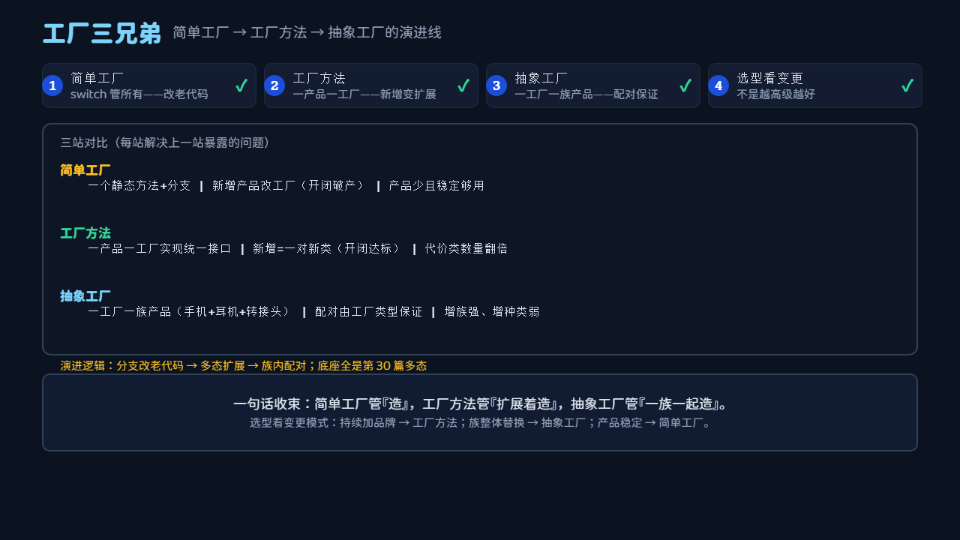 工厂三兄弟 简单工厂 → 工厂方法 → 抽象工厂的演进线
1 简单工厂 ✓
switch 管所有——改老代码
2 工厂方法 ✓
一产品一工厂——新增变扩展
3 抽象工厂 ✓
一工厂一族产品——配对保证
4 选型看变更 ✓
不是越高级越好
三站对比（每站解决上一站暴露的问题）
简单工厂
一个静态方法+分支 | 新增产品改工厂（开闭破产） | 产品少且稳定够用
工厂方法
一产品一工厂实现统一接口 | 新增=一对新类（开闭达标） | 代价类数量翻倍
抽象工厂
一工厂一族产品（手机+耳机+转接头） | 配对由工厂类型保证 | 增族强、增种类弱
演进逻辑：分支改老代码 → 多态扩展 → 族内配对；底座全是第 30 篇多态
一句话收束：简单工厂管『造』，工厂方法管『扩展着造』，抽象工厂管『一族一起造』。
选型看变更模式：持续加品牌 → 工厂方法；族整体替换 → 抽象工厂；产品稳定 → 简单工厂。